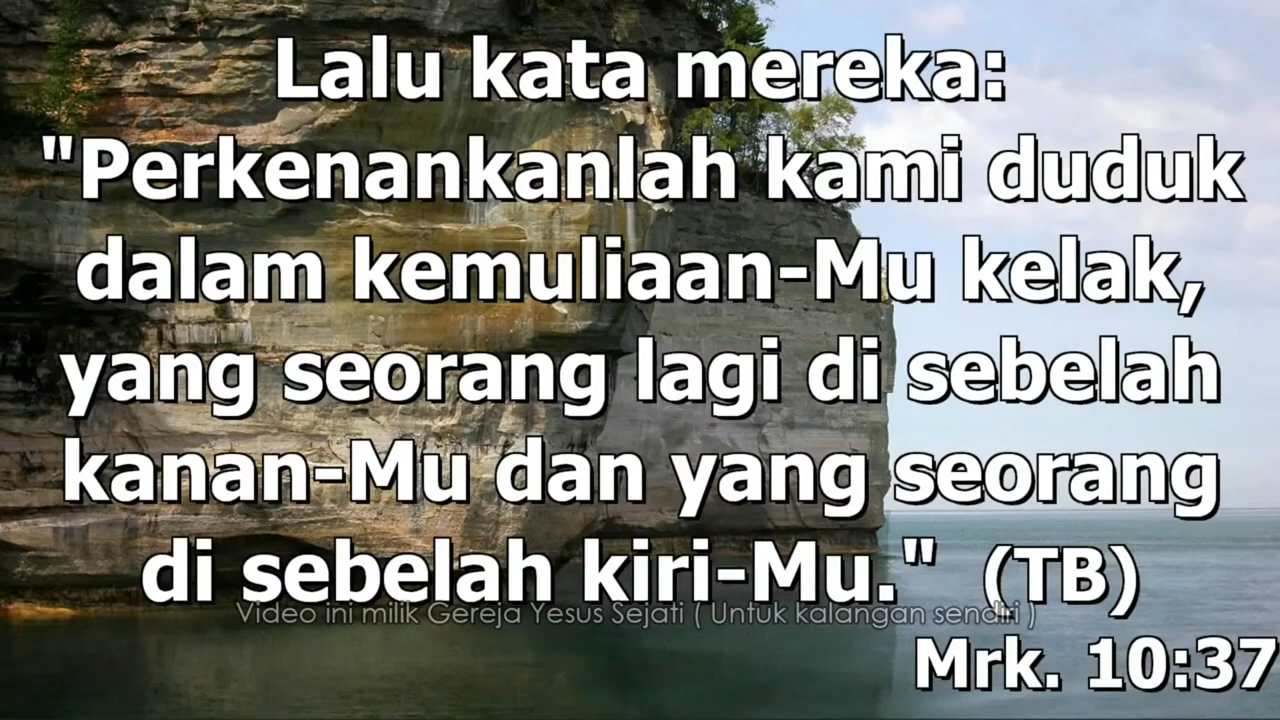 Lalu kata mereka:
"Perkenankanlah kami duduk
dalam kemuliaan-Mu kelak,
yang seorang lagi di sebelah
kanan-Mu dan yang seorang
di sebelah kiri-Mu." (TB)
Video ini milik Gereja Yesus Sejati ( Untuk kalangan sendiri )
Mrk. 10:37